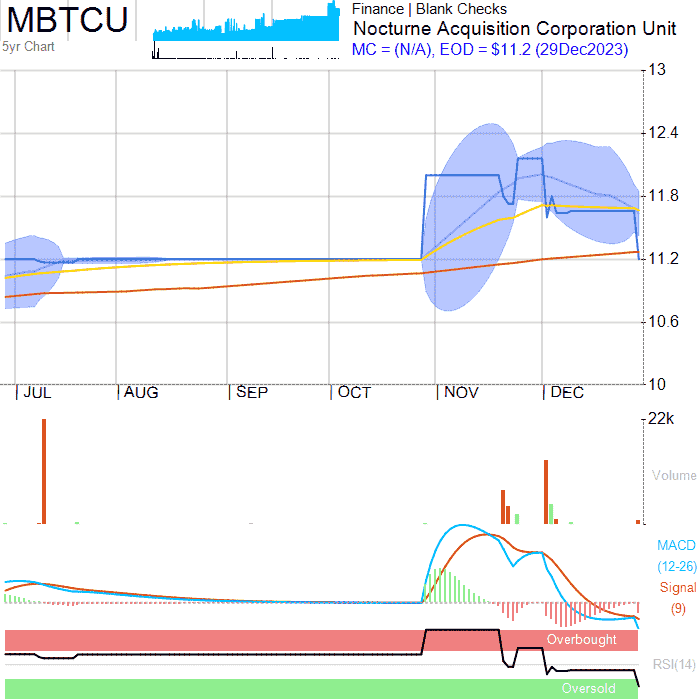 MBTCU
5yr Chart
Finance | Blank Checks
Nocturne Acquisition Corporation Unit
MC = (N/A), EOD = $11.2 (29Dec2023)
13
12.4
11.8
11.2
10.6
10
JUL AUG SEP OCT NOV DEC
22k
Volume
MACD
(12-26)
Signal
(9)
Overbought
RSI(14)
Oversold